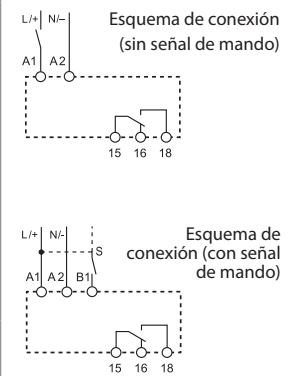 L/+ N/– Esquema de conexión
(sin señal de mando)
A1 A2
15 16 18
L/+ N/- Esquema de
S conexión (con señal
de mando)
A1 A2 B1
15 16 18